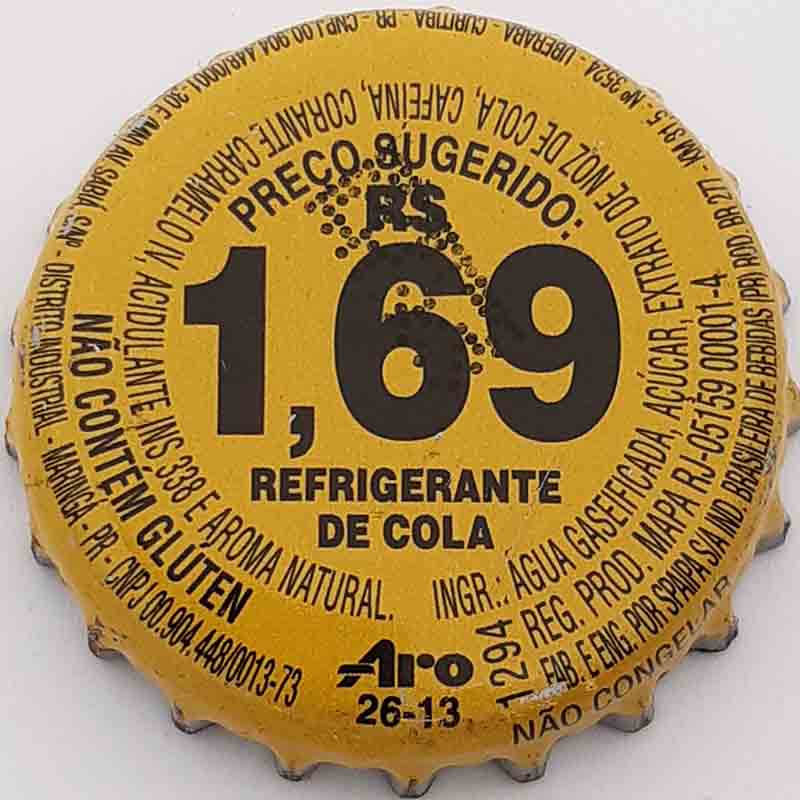 PREÇO SUGERIDO:
R$
1,69
REFRIGERANTE
DE COLA
INGR.: ÁGUA GASEIFICADA, AÇÚCAR, EXTRATO DE NOZ DE COLA, CAFEÍNA, CORANTE CARAMELO IV, ACIDULANTE INS 338 E AROMA NATURAL.
REG. PROD. MAPA RJ-05159 00001-4
NÃO CONTÉM GLÚTEN
FAB. E ENG. POR SPAIPA S/A IND. BRASILEIRA DE BEBIDAS PR) ROD. BR 277 - KM 81,5 - Nº 3524 - UBERABA - CURITIBA - PR - CNPJ 00.904.448/0001-30 E AV. SABIÁ, S/Nº - DISTRITO INDUSTRIAL - MARINGÁ - PR - CNPJ 00.904.448/0013-73
NÃO CONGELAR
1294
Aro
26-13